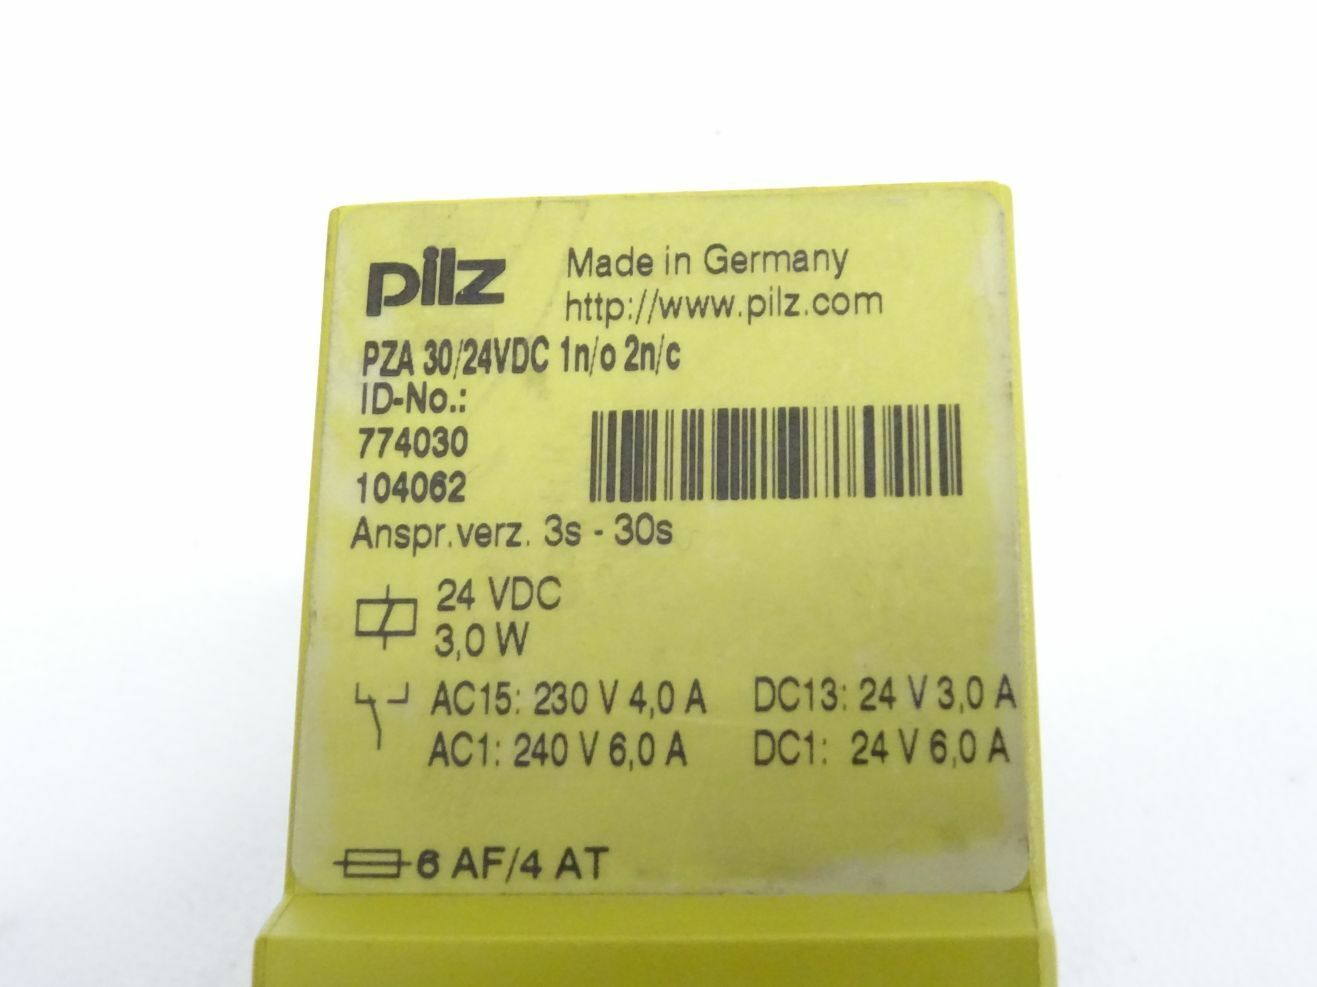 pilz
Made in Germany
http://www.pilz.com
PZA 30/24VDC 1n/o 2n/c
ID-No.:
774030
104062
Anspr.verz. 3s - 30s
24 VDC
3,0 W
AC15: 230 V 4,0 A DC13: 24 V 3,0 A
AC1: 240 V 6,0 A DC1: 24 V 6,0 A
6 AF/4 AT